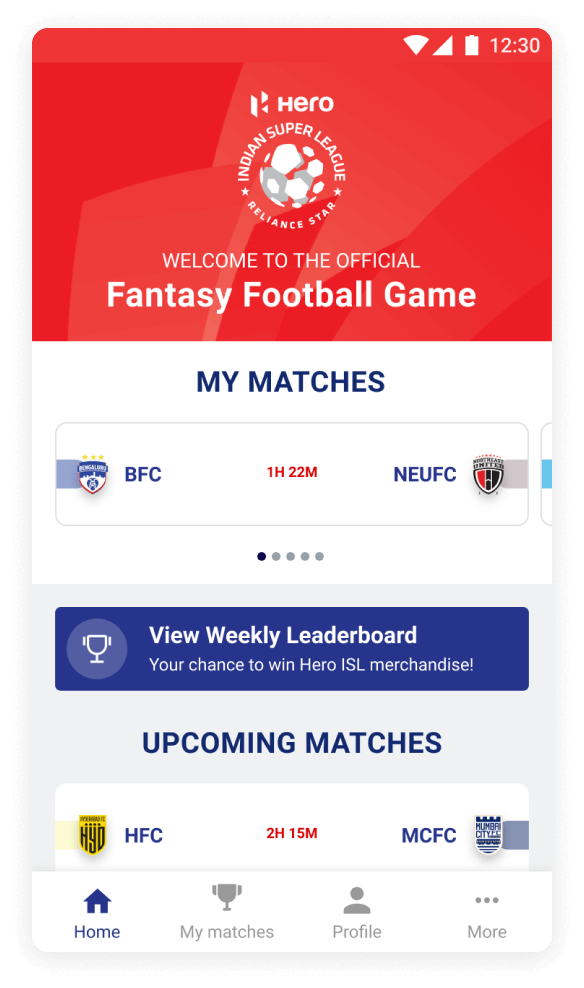 12:30
Hero
INDIAN SUPER LEAGUE
RELIANCE STAR
WELCOME TO THE OFFICIAL
Fantasy Football Game
MY MATCHES
BENGALURU
BFC
1H 22M
NEUFC
NORTHEAST
UNITED
View Weekly Leaderboard
Your chance to win Hero ISL merchandise!
UPCOMING MATCHES
HYDERABAD FC
HYD
HFC
2H 15M
MCFC
MUMBAI
CITY F.C.
Home
My matches
Profile
More